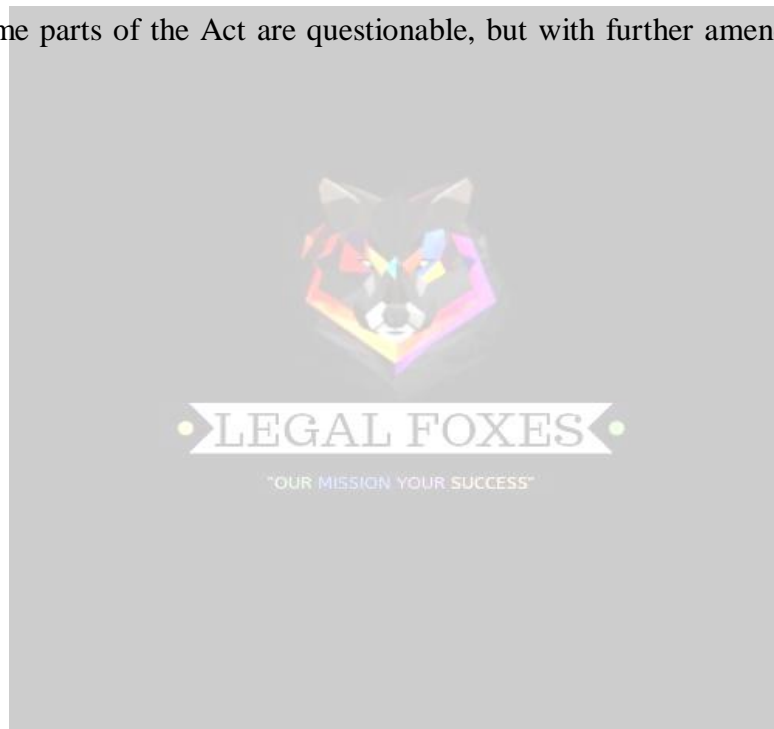 me parts of the Act are questionable, but with further amen
LEGAL FOXES
"OUR MISSION YOUR SUCCESS"